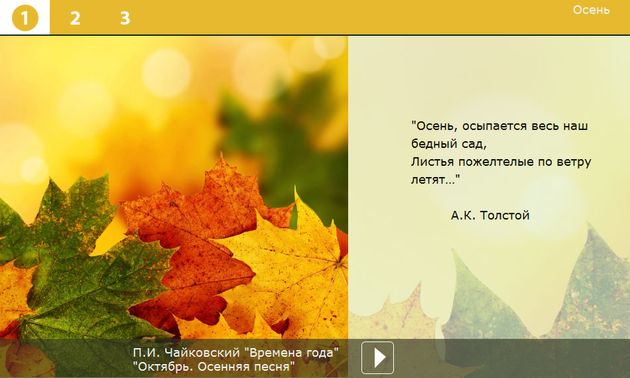 1 2 3
Осень
"Осень, осыпается весь наш
бедный сад,
Листья пожелтелые по ветру
летят…"
А.К. Толстой
П.И. Чайковский "Времена года"
"Октябрь. Осенняя песня"